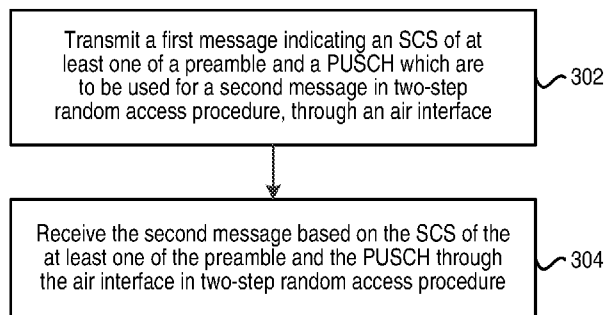 Transmit a first message indicating an SCS of at
least one of a preamble and a PUSCH which are
to be used for a second message in two-step
random access procedure, through an air interface
302
Receive the second message based on the SCS of the
at least one of the preamble and the PUSCH through
the air interface in two-step random access procedure
304